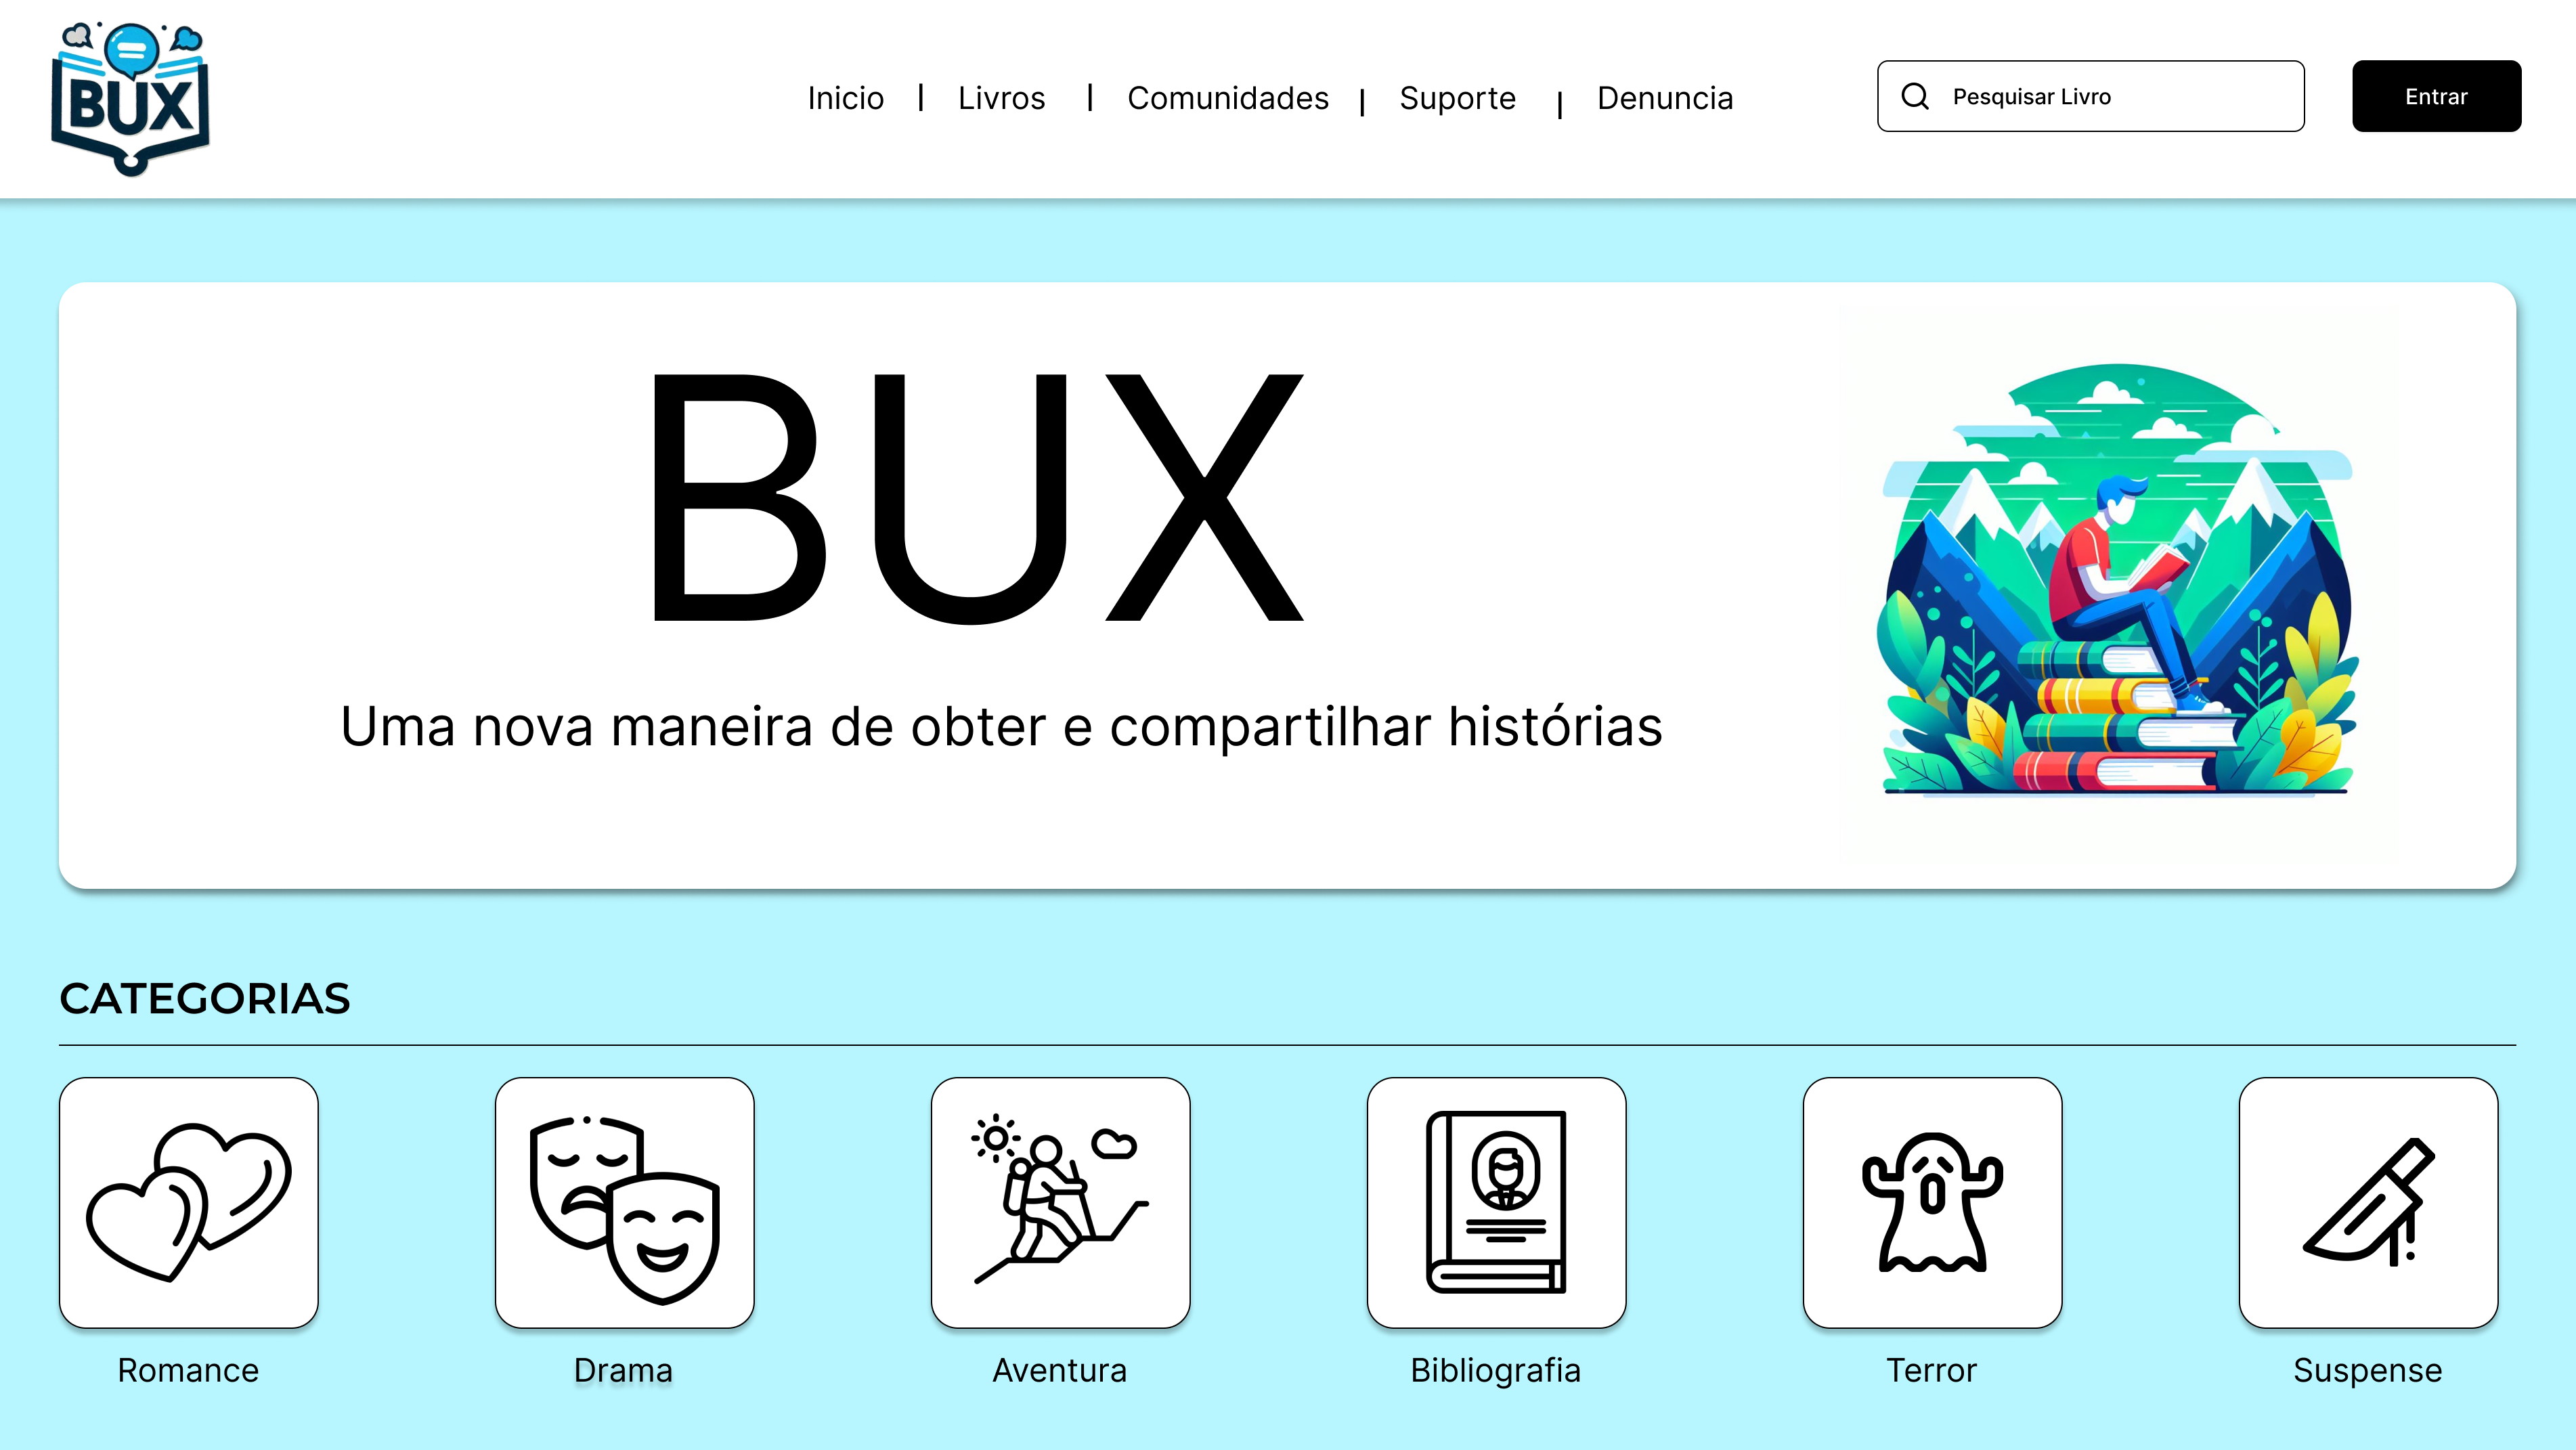 BUX
Inicio | Livros | Comunidades | Suporte | Denuncia
Pesquisar Livro
Entrar
BUX
Uma nova maneira de obter e compartilhar histórias
CATEGORIAS
Romance
Drama
Aventura
Bibliografia
Terror
Suspense